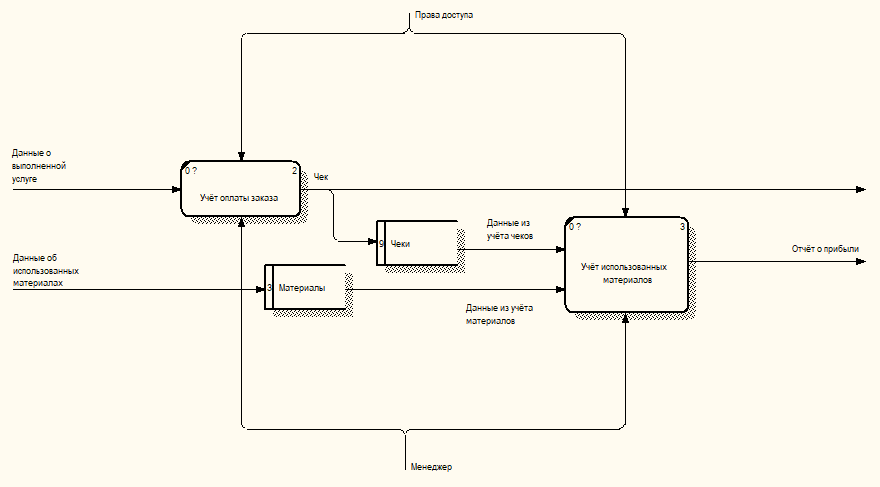 Права доступа
Данные о
выполненной
услуге
0 ?
2
Учёт оплаты заказа
Чек
9
Чеки
Данные из
учёта чеков
0 ?
3
Учёт использованных
материалов
Отчёт о прибыли
Данные об
использованных
материалах
3
Материалы
Данные из учёта
материалов
Менеджер